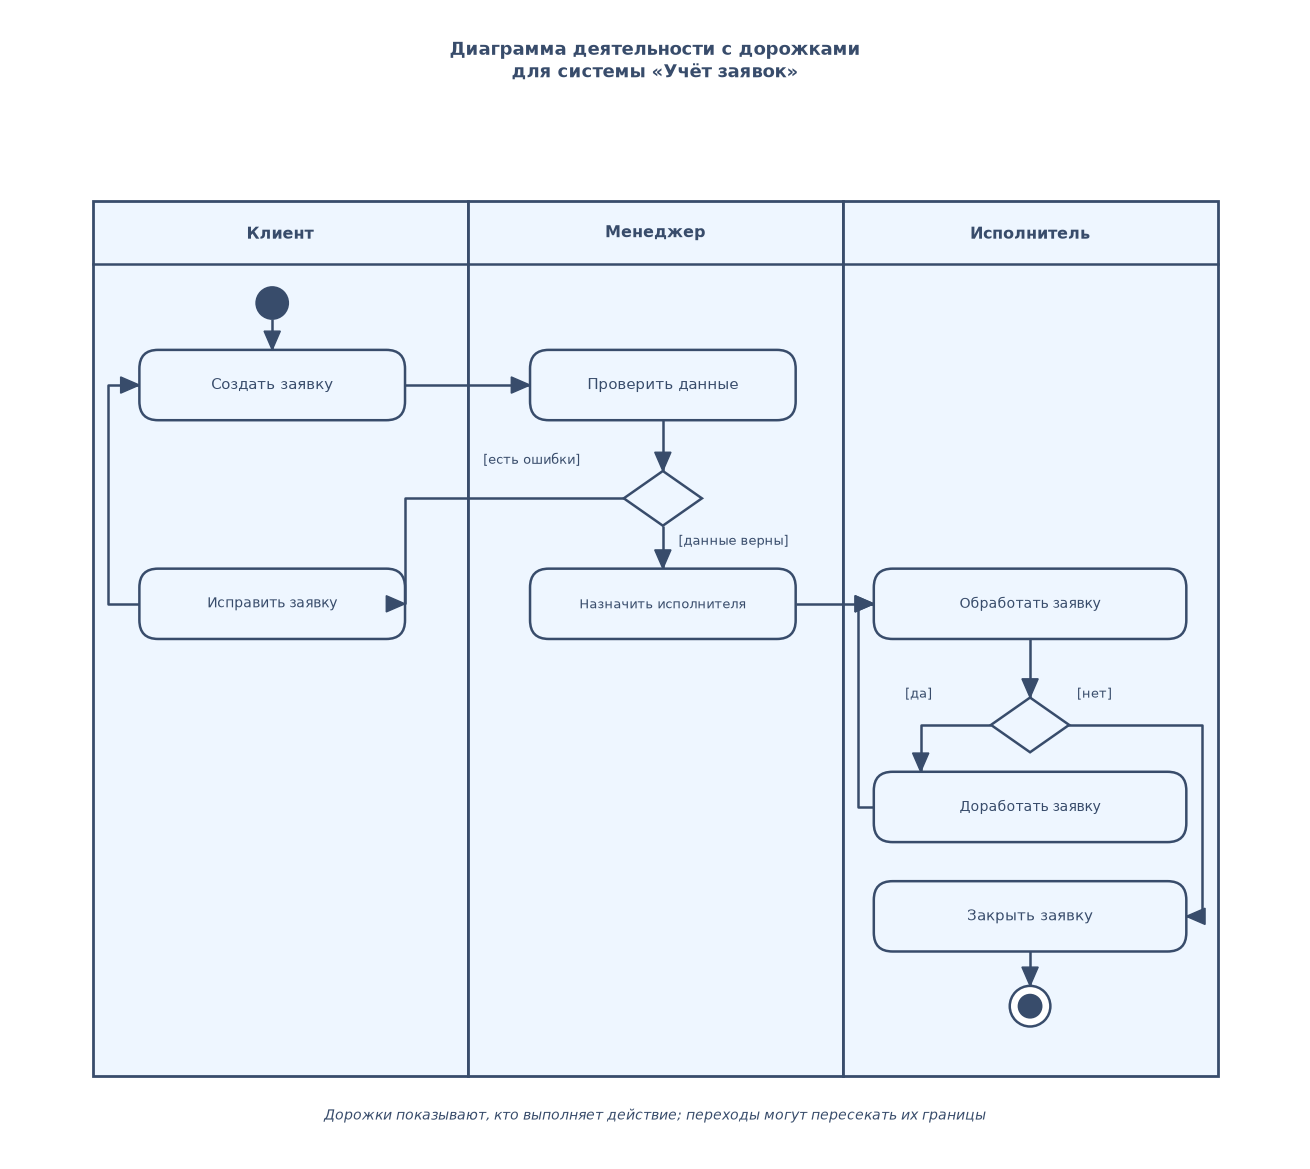 Диаграмма деятельности с дорожками
для системы «Учёт заявок»
Клиент
Менеджер
Исполнитель
Создать заявку
Проверить данные
[есть ошибки]
[данные верны]
Исправить заявку
Назначить исполнителя
Обработать заявку
[да]
[нет]
Доработать заявку
Закрыть заявку
Дорожки показывают, кто выполняет действие; переходы могут пересекать их границы